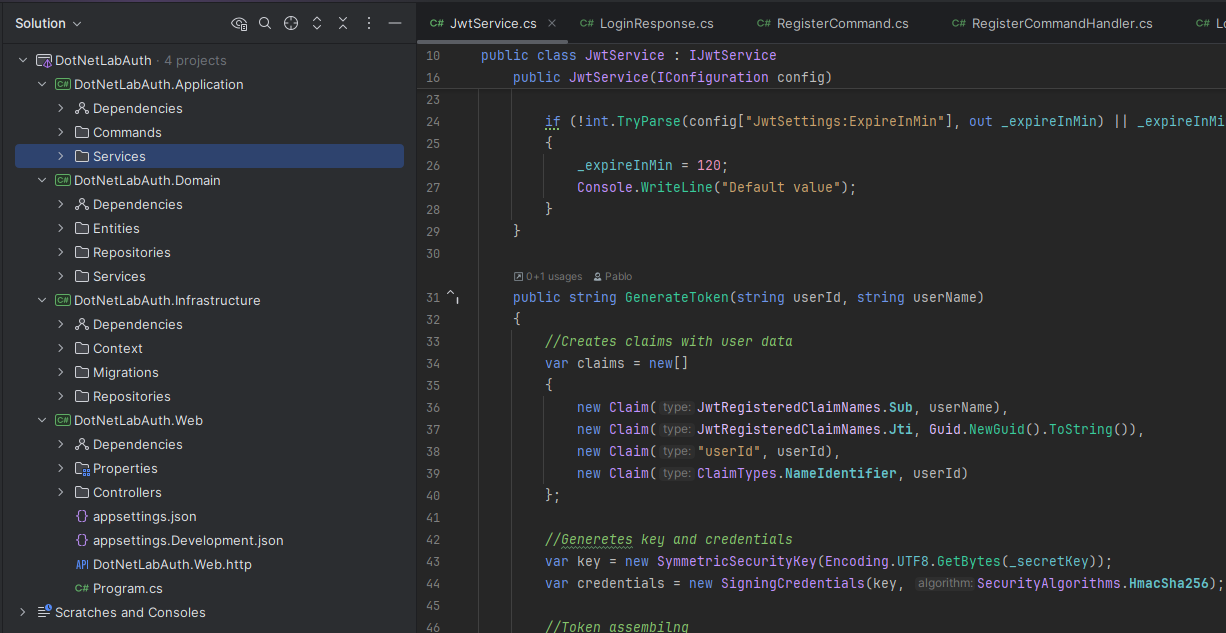 Solution
DotNetLabAuth · 4 projects
DotNetLabAuth.Application
Dependencies
Commands
Services
DotNetLabAuth.Domain
Dependencies
Entities
Repositories
Services
DotNetLabAuth.Infrastructure
Dependencies
Context
Migrations
Repositories
DotNetLabAuth.Web
Dependencies
Properties
Controllers
{} appsettings.json
{} appsettings.Development.json
API DotNetLabAuth.Web.http
C# Program.cs
Scratches and Consoles
C# JwtService.cs × C# LoginResponse.cs C# RegisterCommand.cs C# RegisterCommandHandler.cs C# Lo
10 public class JwtService : IJwtService
16 public JwtService(IConfiguration config)
23
24 if (!int.TryParse(config["JwtSettings:ExpireInMin"], out _expireInMin) || _expireInMi
25 {
26 _expireInMin = 120;
27 Console.WriteLine("Default value");
28 }
29 }
30
0+1 usages Pablo
31 public string GenerateToken(string userId, string userName)
32 {
33 //Creates claims with user data
34 var claims = new[]
35 {
36 new Claim( type: JwtRegisteredClaimNames.Sub, userName),
37 new Claim( type: JwtRegisteredClaimNames.Jti, Guid.NewGuid().ToString()),
38 new Claim( type: "userId", userId),
39 new Claim( type: ClaimTypes.NameIdentifier, userId)
40 };
41
42 //Generetes key and credentials
43 var key = new SymmetricSecurityKey(Encoding.UTF8.GetBytes(_secretKey));
44 var credentials = new SigningCredentials(key, algorithm: SecurityAlgorithms.HmacSha256);
45
46 //Token assembilng